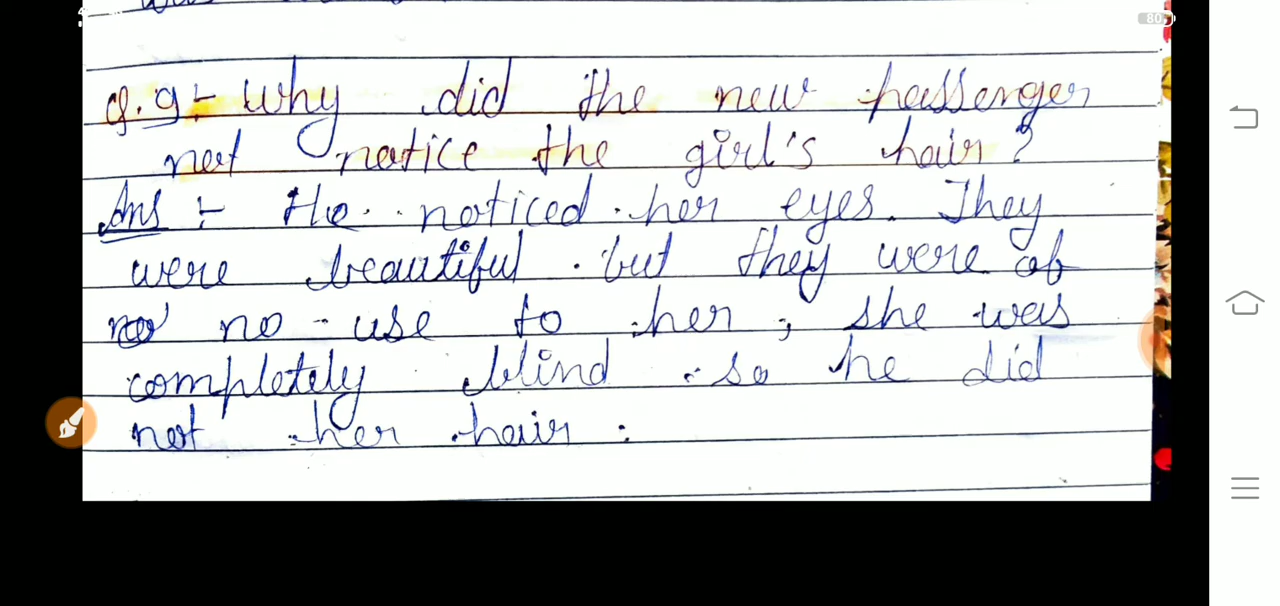 Q.9:- Why did the new passenger
not notice the girl's hair?
Ans :- He noticed her eyes. They
were beautiful but they were of
no use to her, she was
completely blind so he did
not her hair.
80